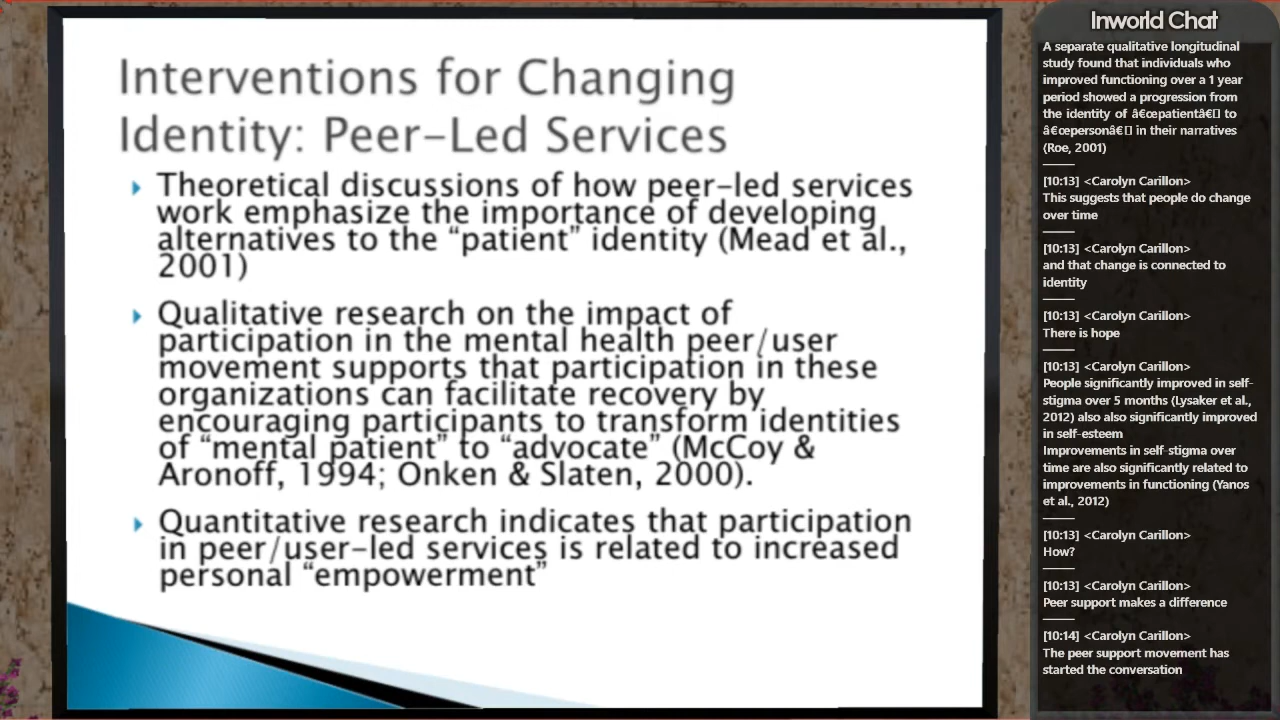 Interventions for Changing
Identity: Peer-Led Services
Theoretical discussions of how peer-led services
work emphasize the importance of developing
alternatives to the “patient” identity (Mead et al.,
2001)
Qualitative research on the impact of
participation in the mental health peer/user
movement supports that participation in these
organizations can facilitate recovery by
encouraging participants to transform identities
of “mental patient” to “advocate” (McCoy &
Aronoff, 1994; Onken & Slaten, 2000).
Quantitative research indicates that participation
in peer/user-led services is related to increased
personal “empowerment”
Inworld Chat
A separate qualitative longitudinal
study found that individuals who
improved functioning over a 1 year
period showed a progression from
the identity of â€œpatientâ€▯ to
â€œpersonâ€▯ in their narratives
(Roe, 2001)
[10:13] <Carolyn Carillon>
This suggests that people do change
over time
[10:13] <Carolyn Carillon>
and that change is connected to
identity
[10:13] <Carolyn Carillon>
There is hope
[10:13] <Carolyn Carillon>
People significantly improved in self-
stigma over 5 months (Lysaker et al.,
2012) also also significantly improved
in self-esteem
Improvements in self-stigma over
time are also significantly related to
improvements in functioning (Yanos
et al., 2012)
[10:13] <Carolyn Carillon>
How?
[10:13] <Carolyn Carillon>
Peer support makes a difference
[10:14] <Carolyn Carillon>
The peer support movement has
started the conversation